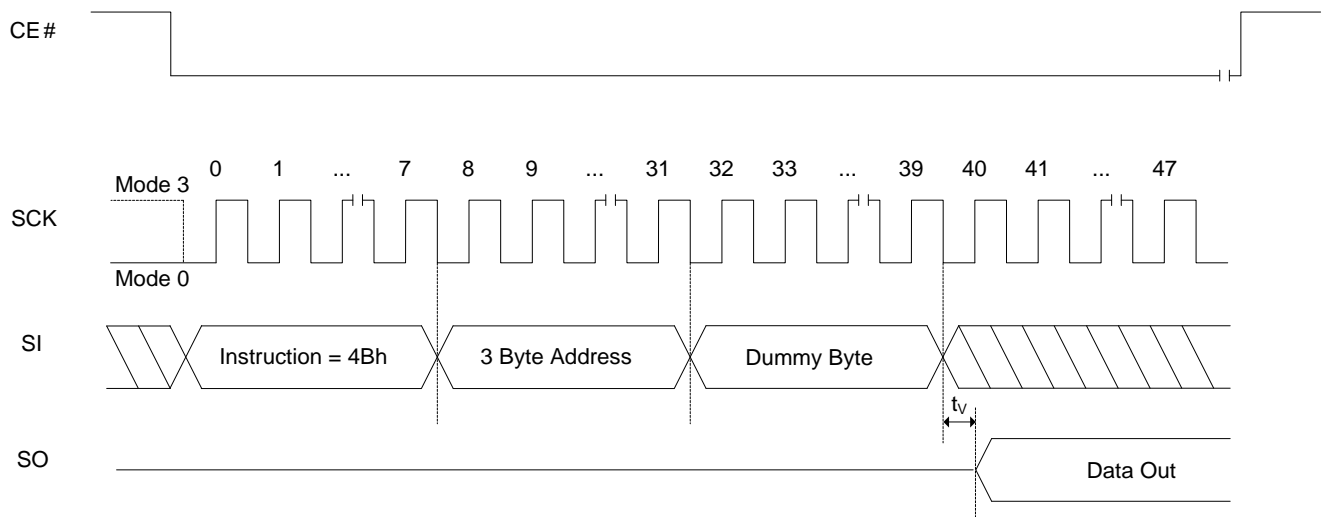 CE #
0 1 ... 7 8 9 ... 31 32 33 ... 39 40 41 ... 47
Mode 3
SCK
Mode 0
SI
Instruction = 4Bh
3 Byte Address
Dummy Byte
tV
SO
Data Out